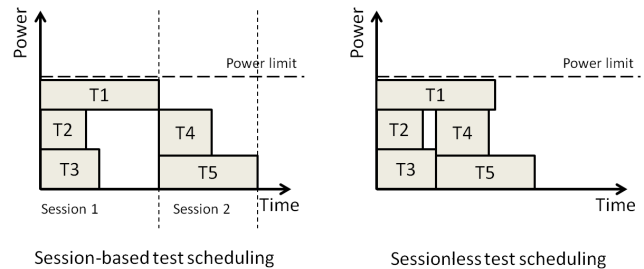 Power
Power limit
T1
T2
T4
T3
T5
Time
Session 1
Session 2
Session-based test scheduling
Power
Power limit
T1
T2
T4
T3
T5
Time
Sessionless test scheduling